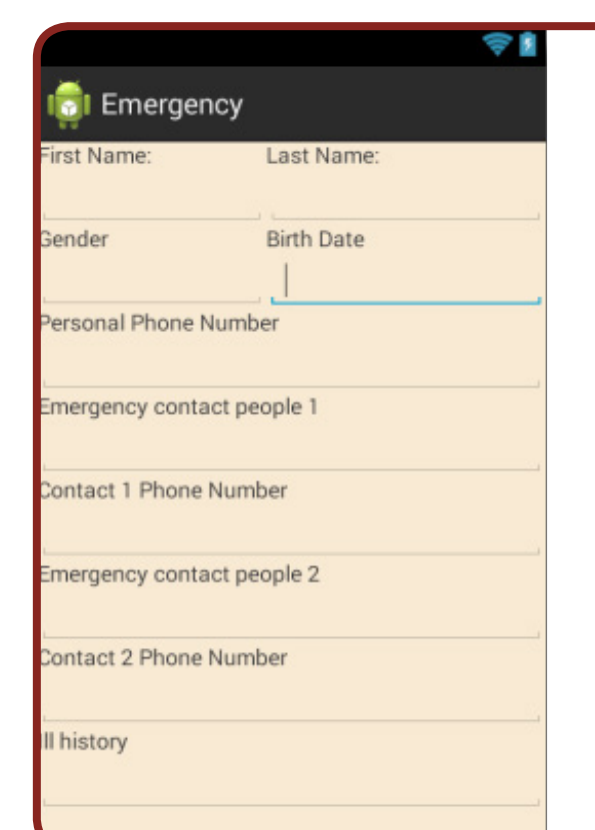 Emergency
First Name: Last Name:
Gender Birth Date
Personal Phone Number
Emergency contact people 1
Contact 1 Phone Number
Emergency contact people 2
Contact 2 Phone Number
Ill history